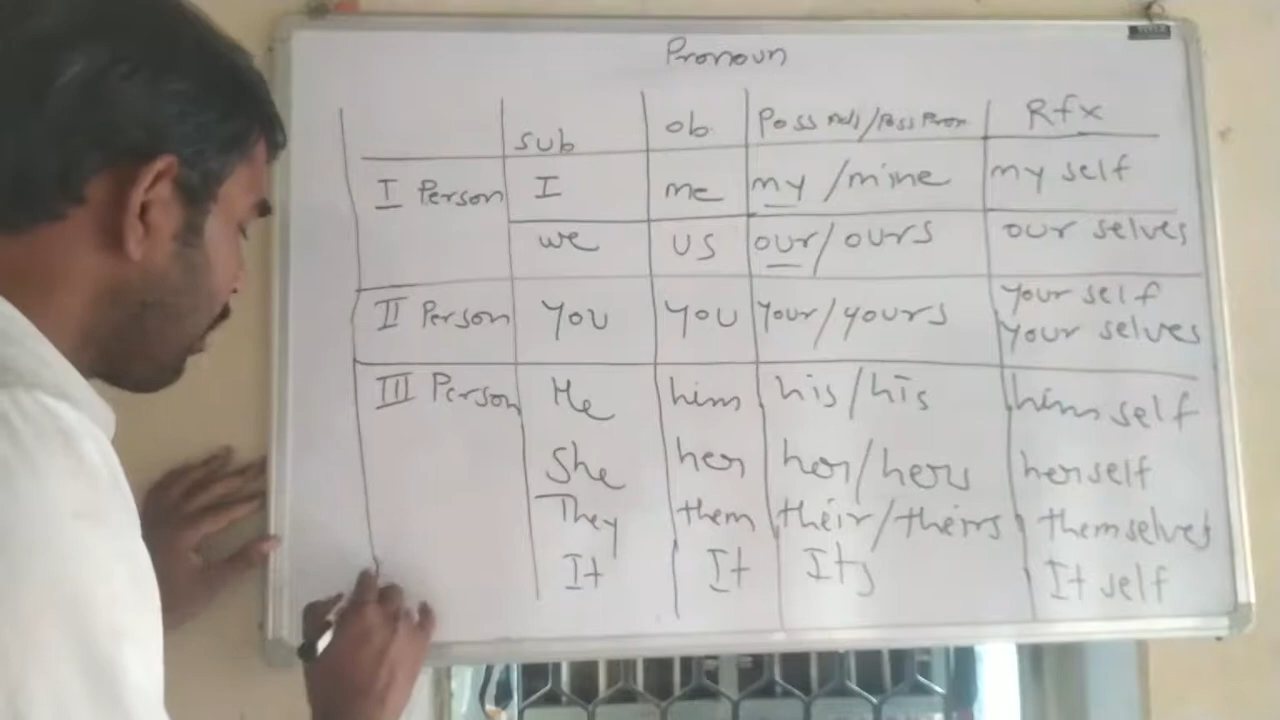 Pronoun
sub ob Poss Adj/Poss Pron Rfx
I Person I me my/mine my self
we us our/ours our selves
II Person You You Your/yours Your self
Your selves
III Person He him his/his him self
She her her/hers herself
They them their/theirs themselves
It It Its It self